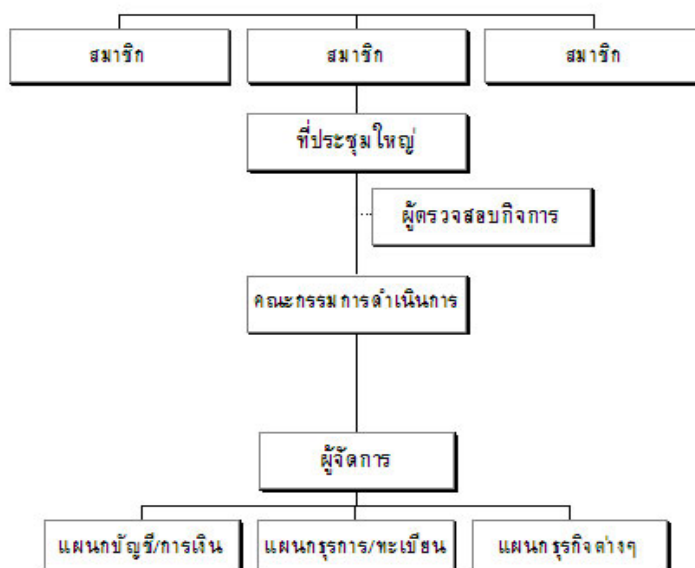 สมาชิก สมาชิก สมาชิก
ที่ประชุมใหญ่
ผู้ตรวจสอบกิจการ
คณะกรรมการดำเนินการ
ผู้จัดการ
แผนกบัญชี/การเงิน แผนกธุรการ/ทะเบียน แผนกธุรกิจต่างๆ